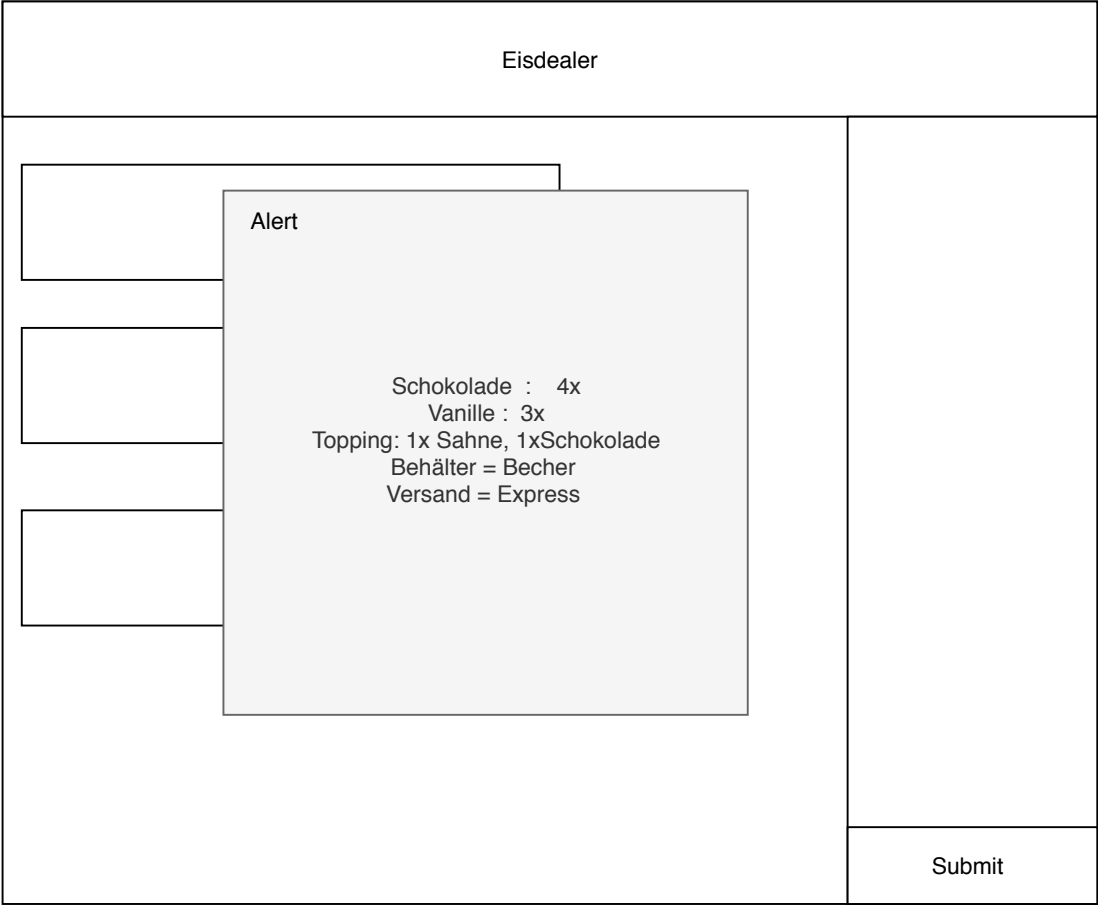 Eisdealer
Alert
Schokolade  :    4x
Vanille :  3x
Topping: 1x Sahne, 1xSchokolade
Behälter = Becher
Versand = Express
Submit